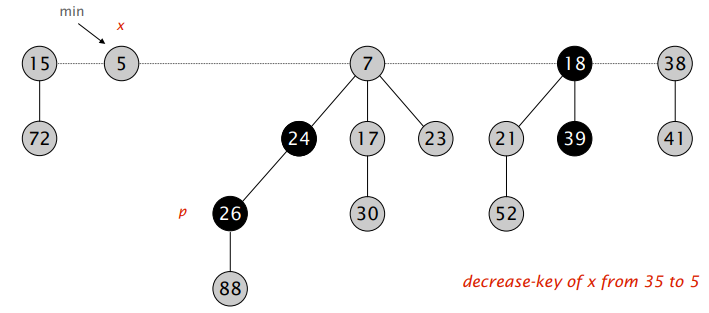 min
x
15 5 7 18 38
72 24 17 23 21 39 41
p 26 30 52
88
decrease-key of x from 35 to 5